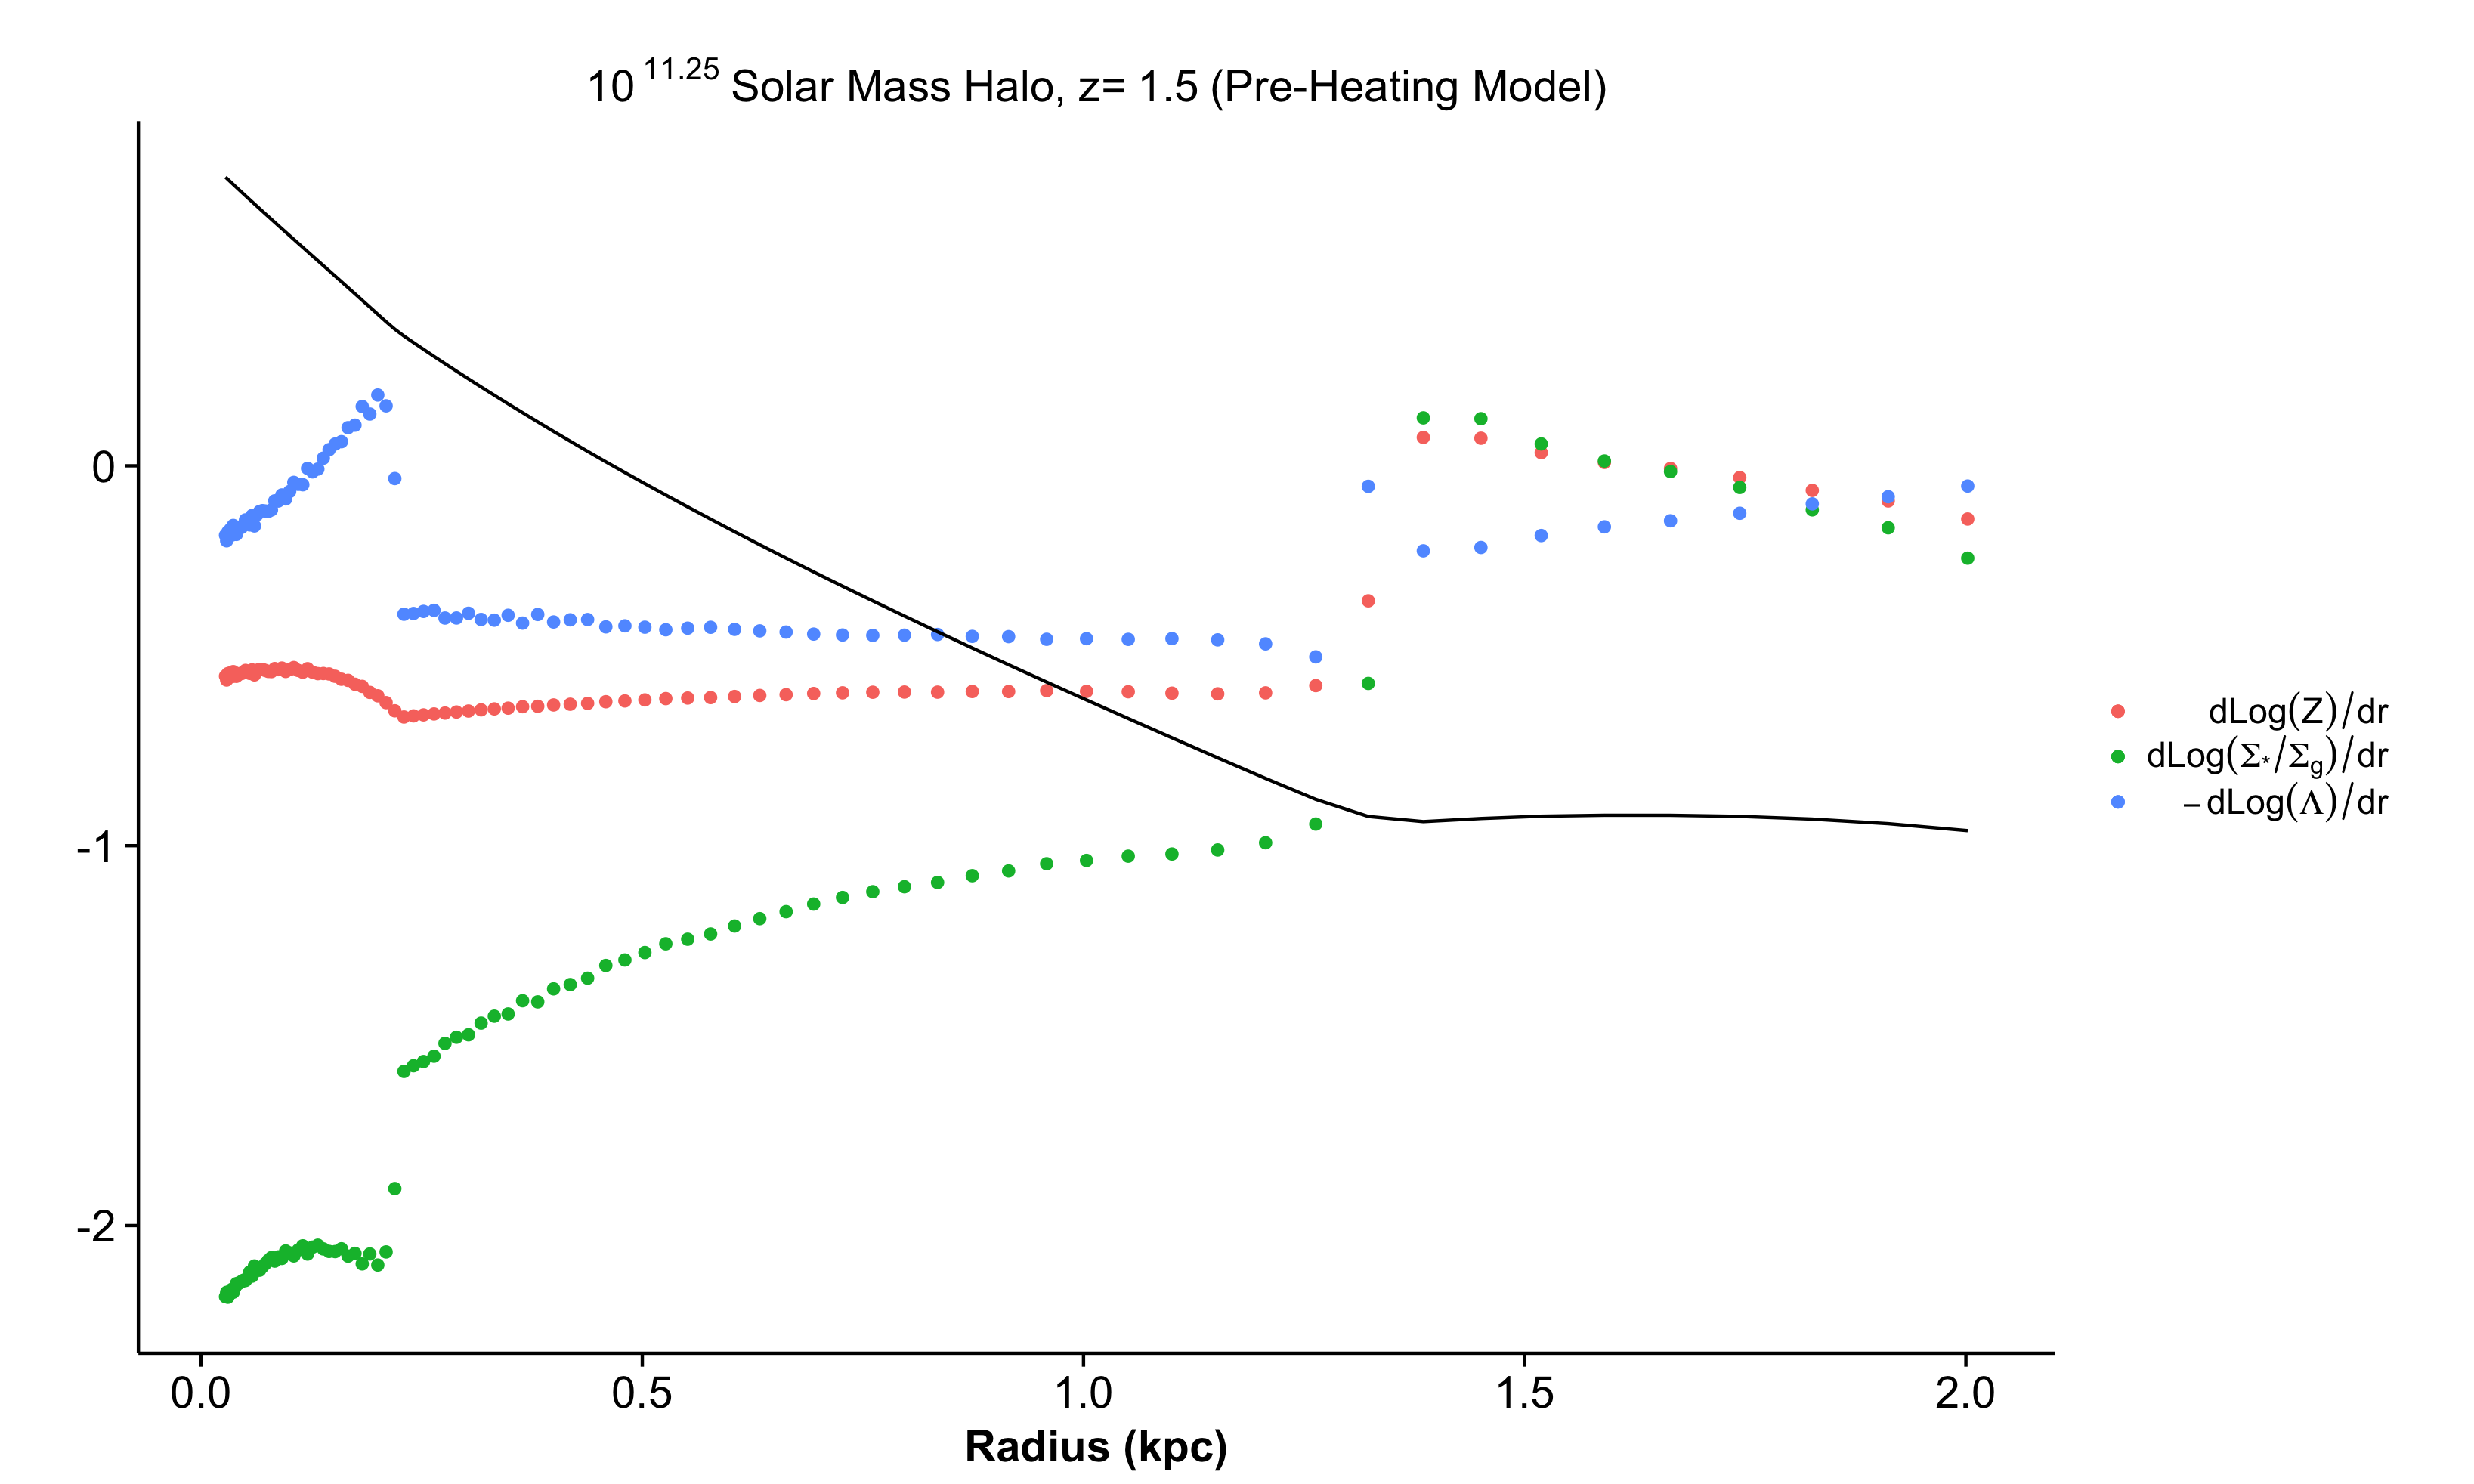 10^11.25 Solar Mass Halo, z= 1.5 (Pre-Heating Model)
0
-1
-2
0.0 0.5 1.0 1.5 2.0
Radius (kpc)
dLog(Z)/dr
dLog(Σ*/Σg)/dr
– dLog(Λ)/dr